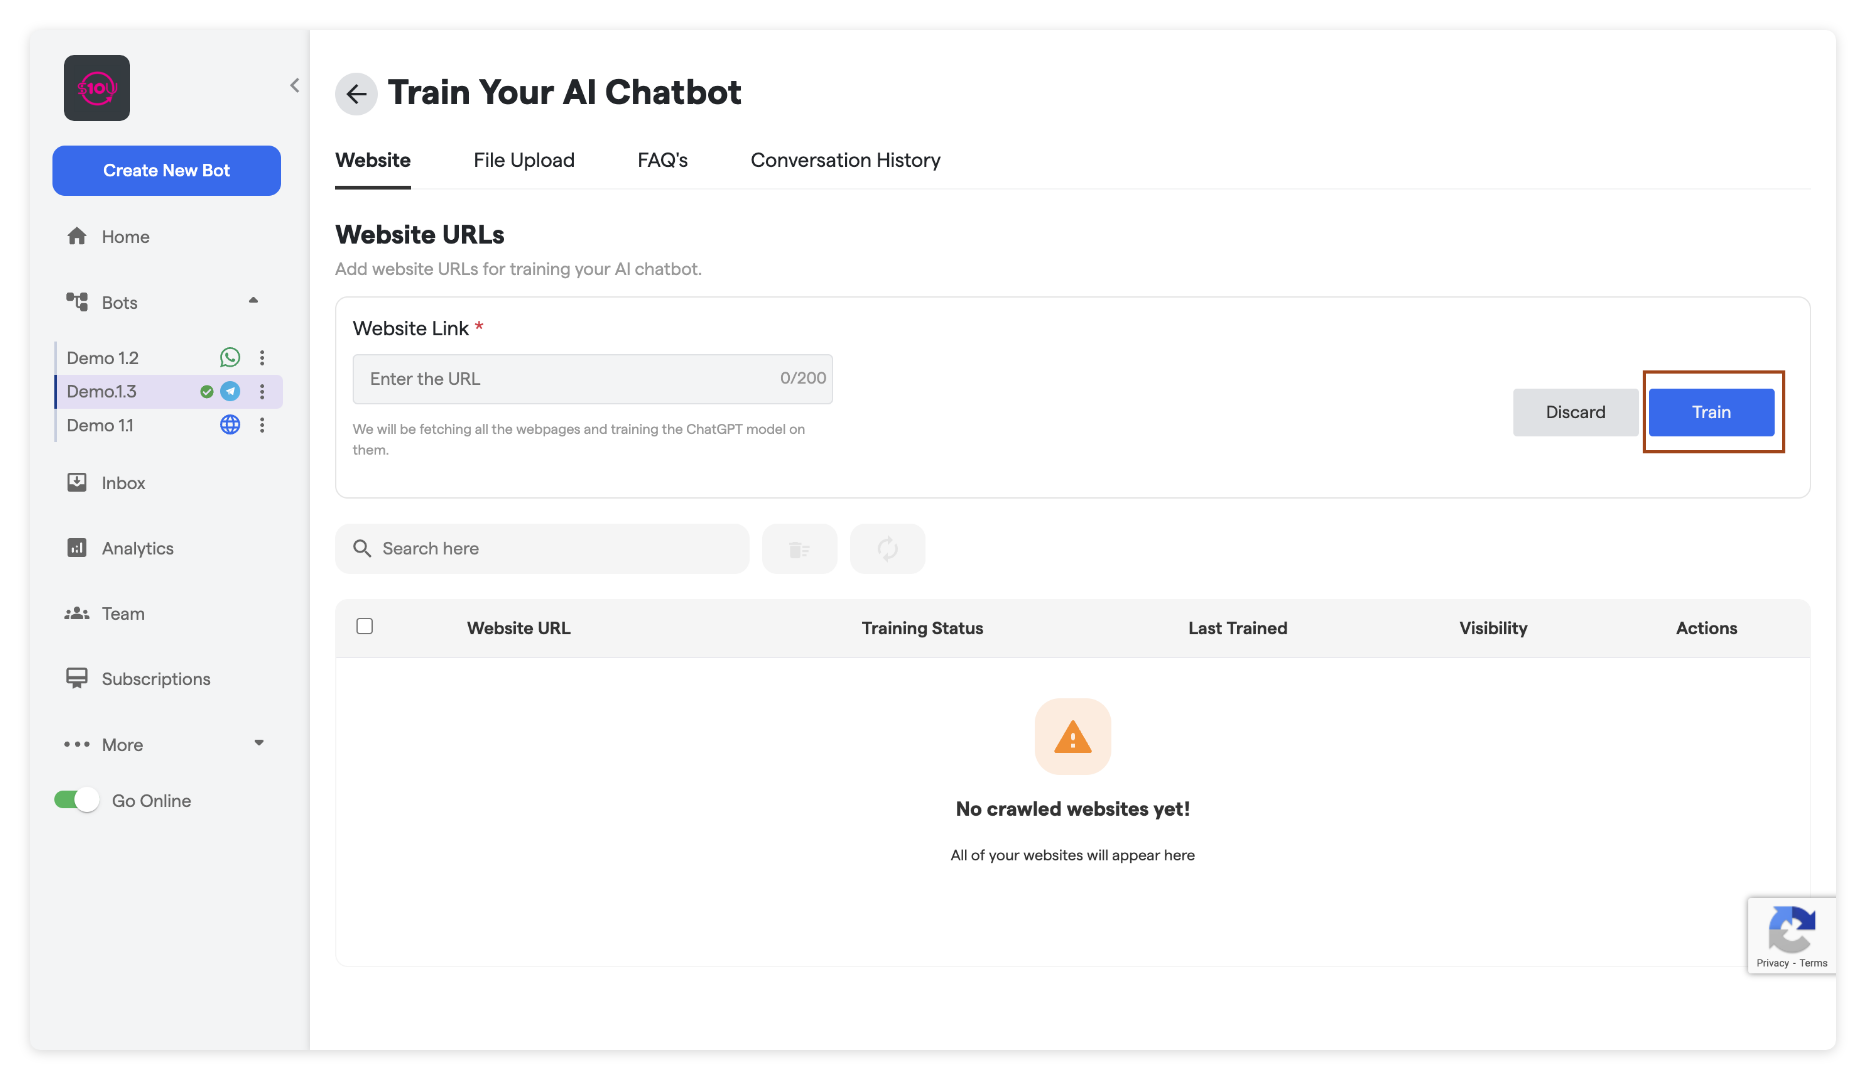 $10U
Train Your AI Chatbot
Create New Bot
Website
File Upload
FAQ's
Conversation History
Home
Website URLs
Add website URLs for training your AI chatbot.
Bots
Website Link *
Demo 1.2
Demo.1.3
Demo 1.1
Enter the URL
0/200
We will be fetching all the webpages and training the ChatGPT model on
them.
Discard
Train
Inbox
Analytics
Team
Subscriptions
More
Go Online
Search here
Website URL
Training Status
Last Trained
Visibility
Actions
No crawled websites yet!
All of your websites will appear here
Privacy - Terms